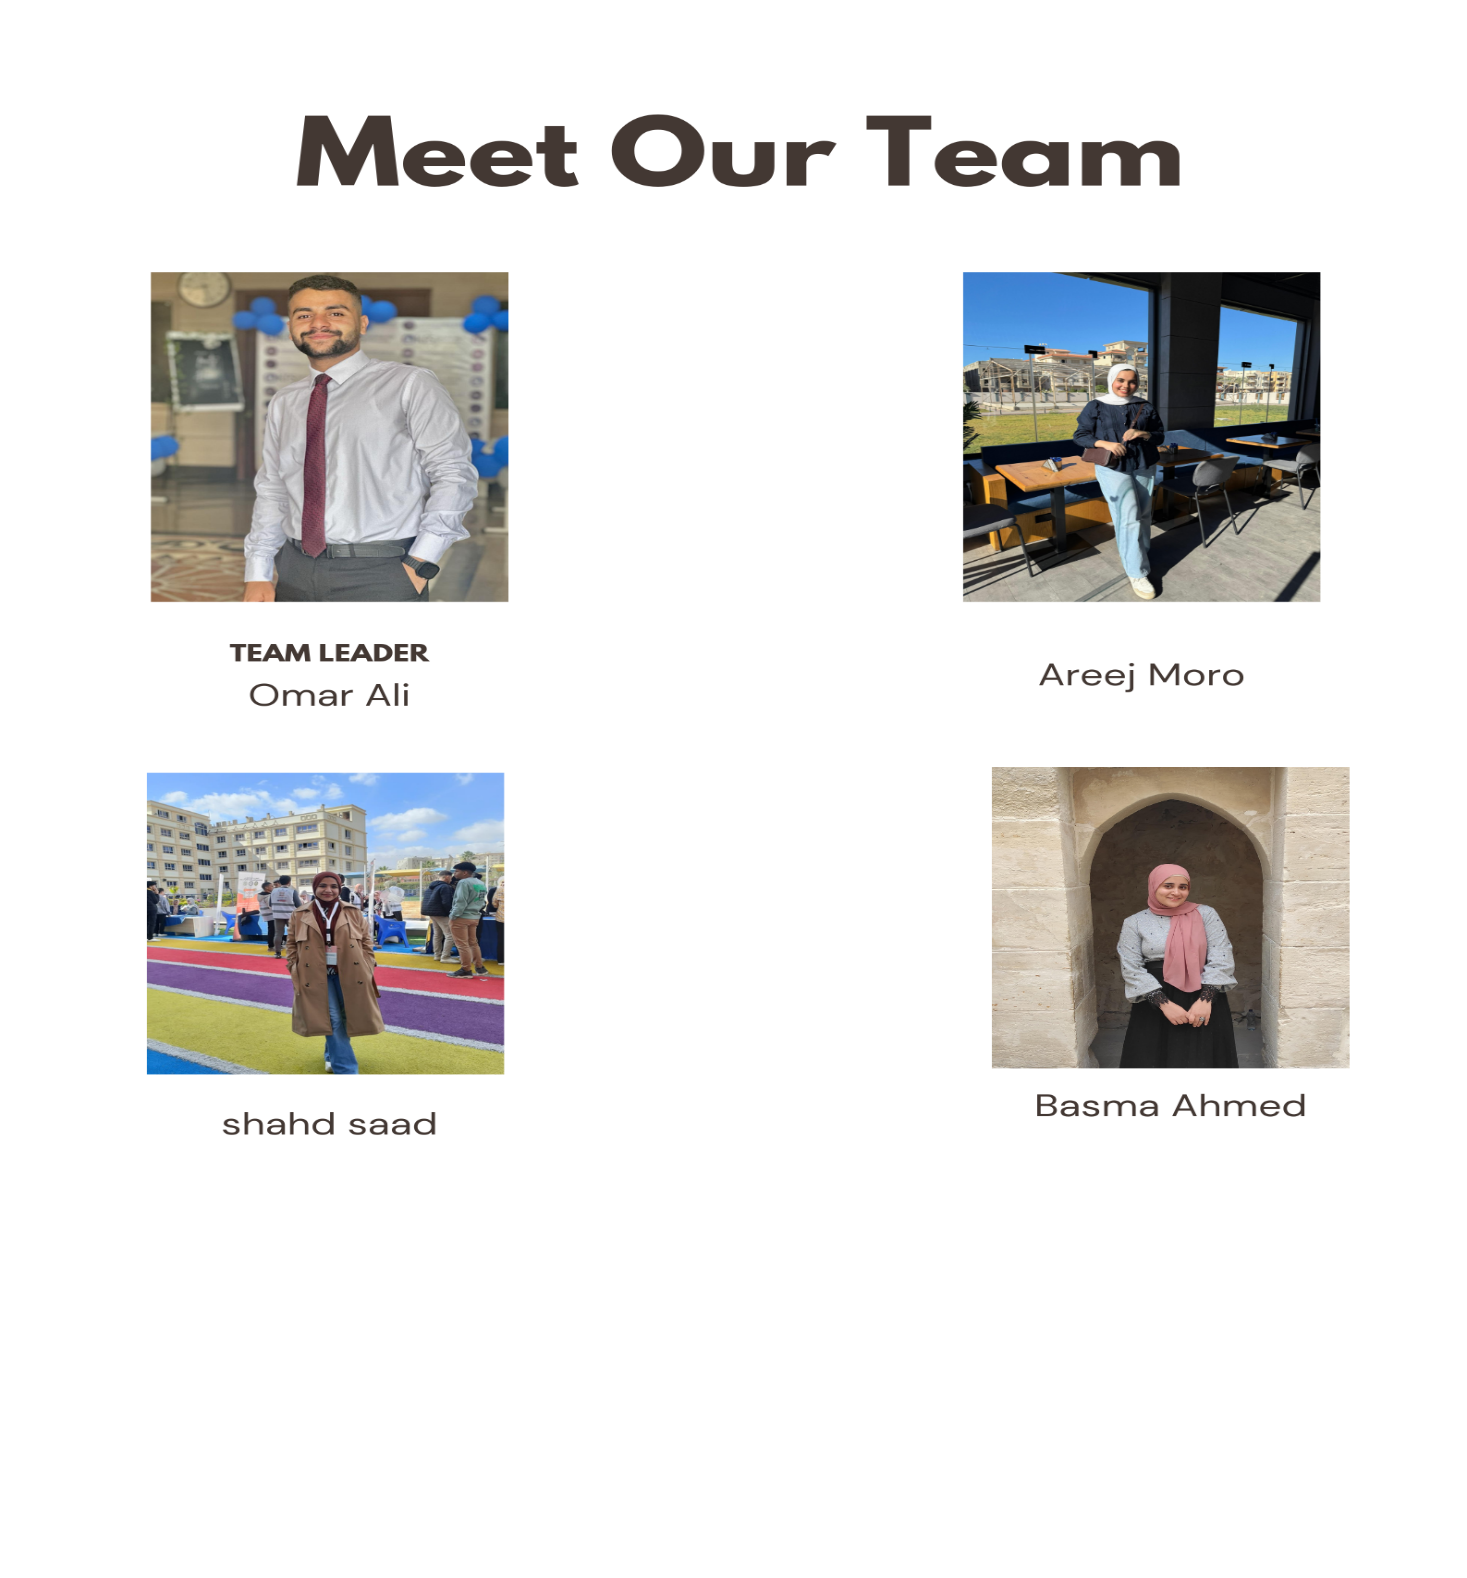 Meet Our Team
TEAM LEADER
Omar Ali
Areej Moro
shahd saad
Basma Ahmed